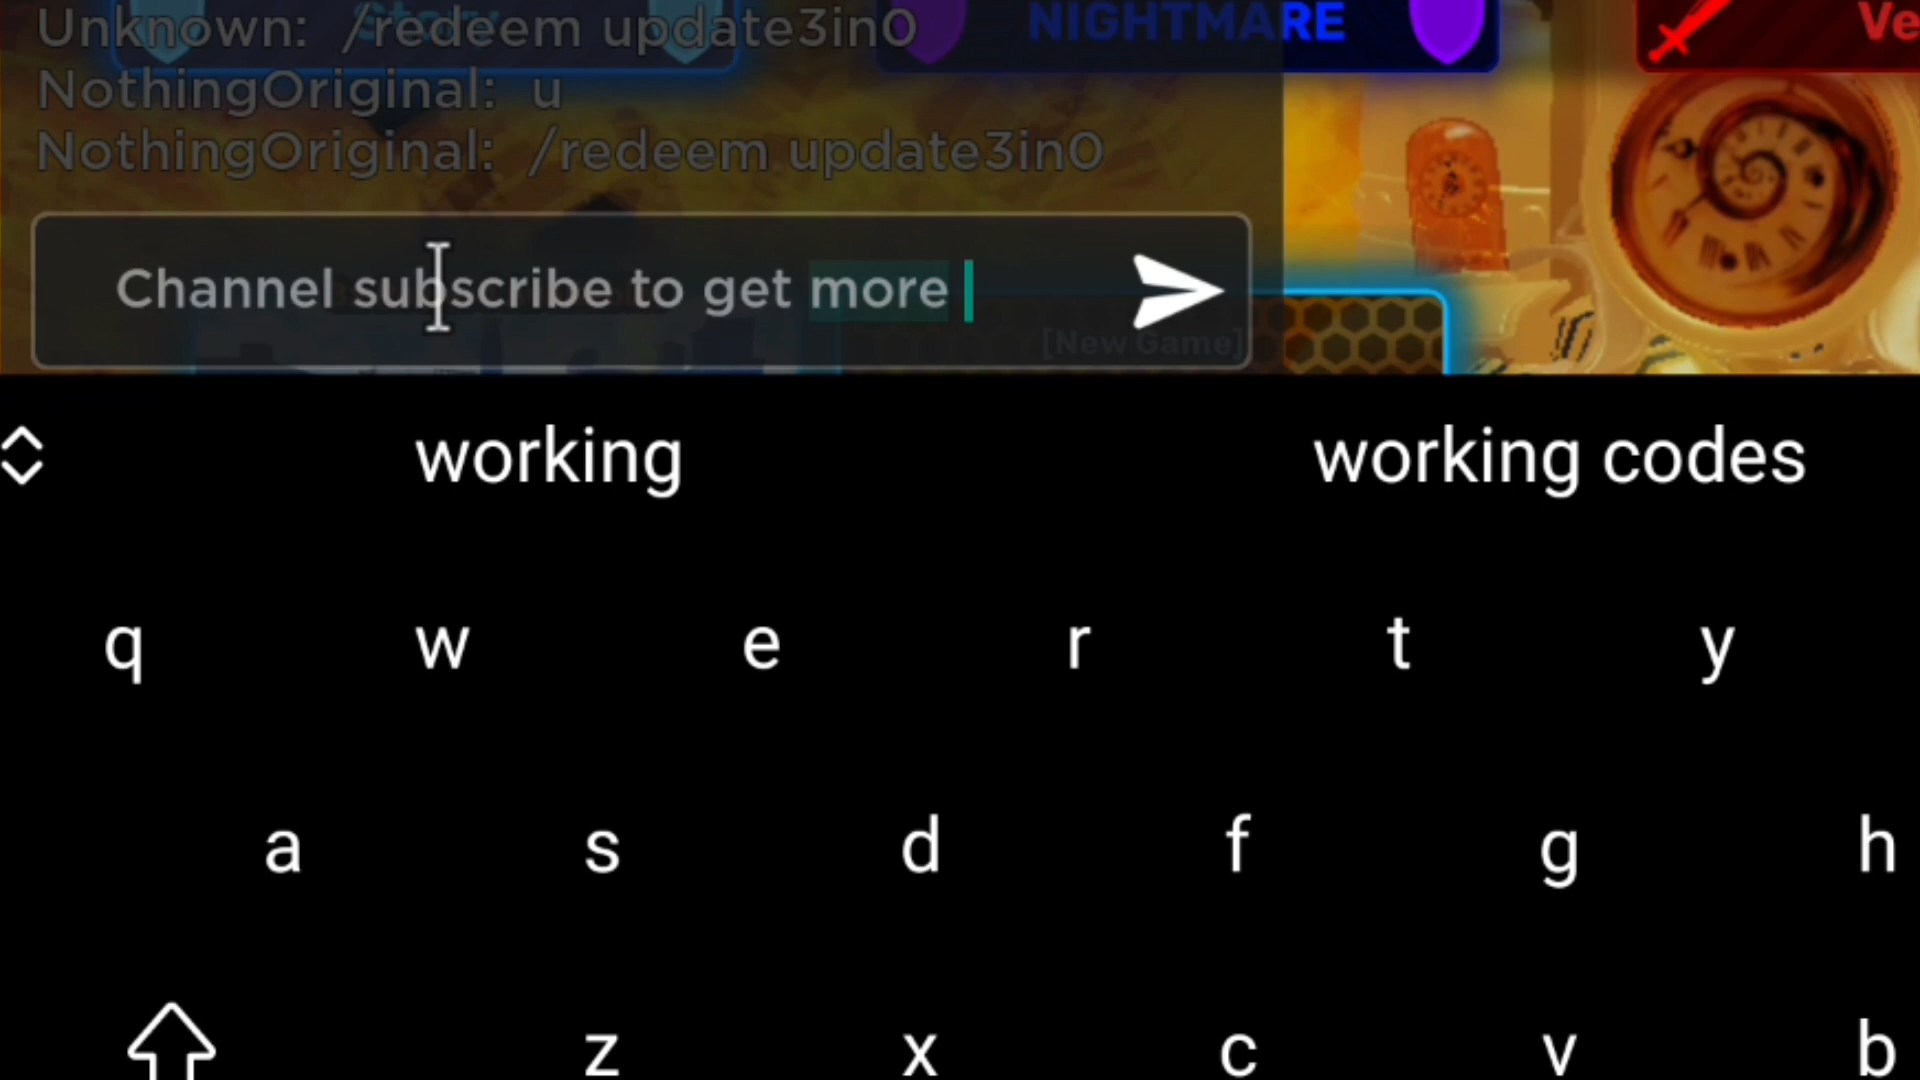 Story
NIGHTMARE
Ve
Unknown: /redeem update3in0
NothingOriginal: u
NothingOriginal: /redeem update3in0
Channel subscribe to get more
[New Game]
working
working codes
q w e r t y
a s d f g h
z x c v b